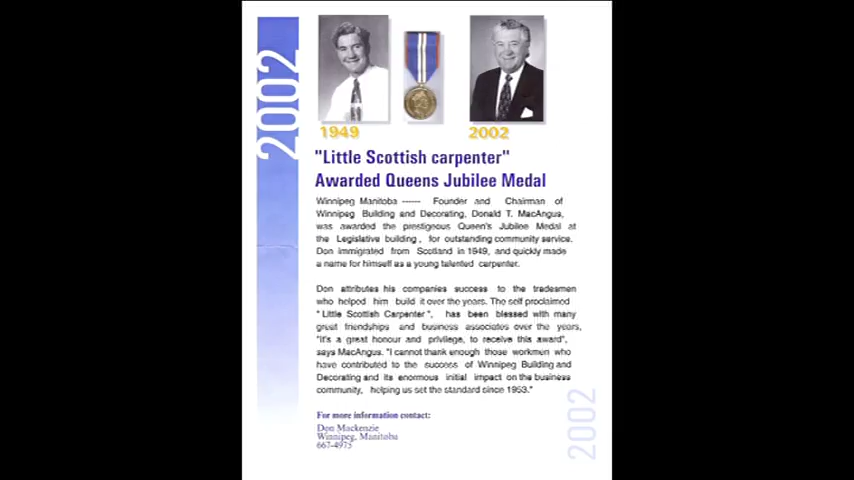 2002
1949
2002
"Little Scottish carpenter"
Awarded Queens Jubilee Medal
Winnipeg Manitoba ------ Founder and Chairman of
Winnipeg Building and Decorating, Donald T. MacAngus,
was awarded the prestigeous Queen's Jubilee Medal at
the Legislative building , for outstanding community service.
Don immigrated from Scotland in 1949, and quickly made
a name for himself as a young talented carpenter.
Don attributes his companies success to the tradesmen
who helped him build it over the years. The self proclaimed
" Little Scottish Carpenter ", has been blessed with many
great friendships and business associates over the years,
"It's a great honour and privilege, to receive this award",
says MacAngus. "I cannot thank enough those workmen who
have contributed to the success of Winnipeg Building and
Decorating and its enormous initial impact on the business
community, helping us set the standard since 1953."
For more information contact:
Don Mackenzie
Winnipeg, Manitoba
667-4975
2002